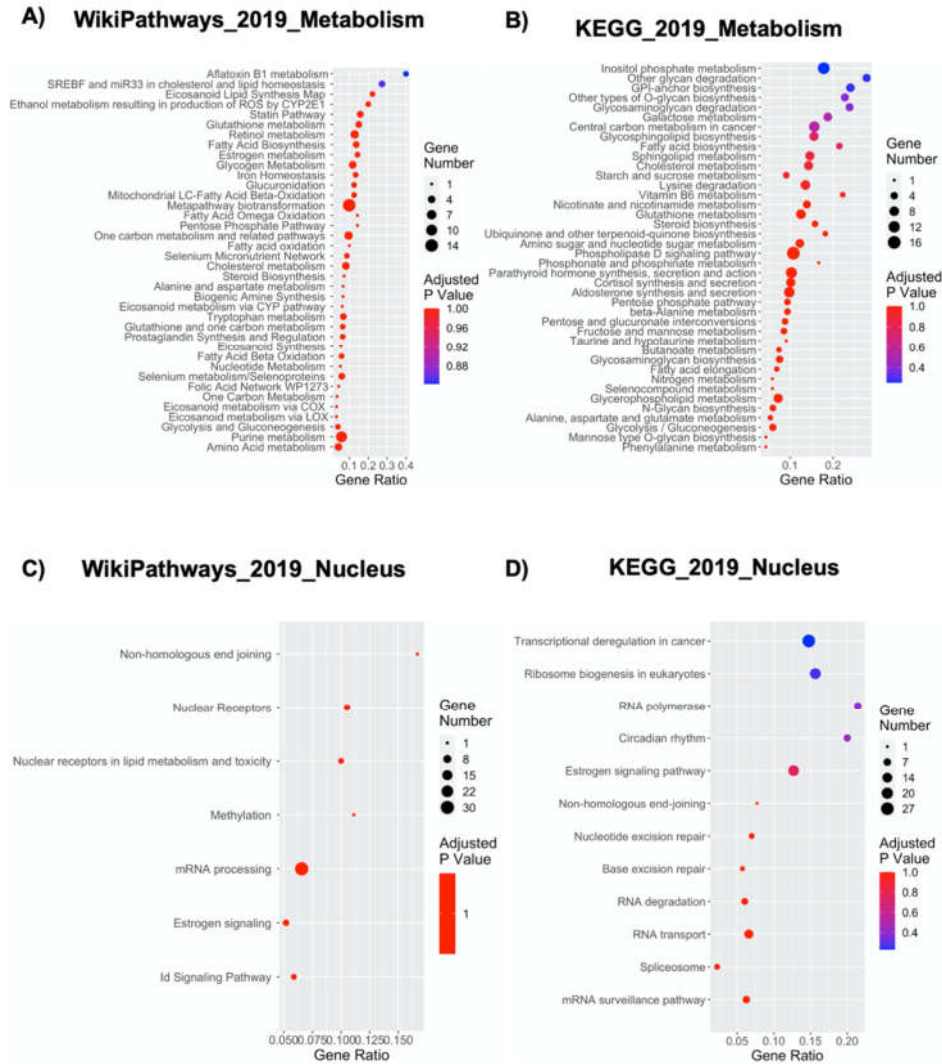 A) WikiPathways_2019_Metabolism
Aflatoxin B1 metabolism
SREBF and miR33 in cholesterol and lipid homeostasis
Eicosanoid Lipid Synthesis Map
Ethanol metabolism resulting in production of ROS by CYP2E1
Statin Pathway
Glutathione metabolism
Retinol metabolism
Fatty Acid Biosynthesis
Estrogen metabolism
Glycogen Metabolism
Iron Homeostasis
Glucuronidation
Mitochondrial LC-Fatty Acid Beta-Oxidation
Metapathway biotransformation
Fatty Acid Omega Oxidation
Pentose Phosphate Pathway
One carbon metabolism and related pathways
Fatty acid oxidation
Selenium Micronutrient Network
Cholesterol metabolism
Steroid Biosynthesis
Alanine and aspartate metabolism
Biogenic Amine Synthesis
Eicosanoid metabolism via CYP pathway
Tryptophan metabolism
Glutathione and one carbon metabolism
Prostaglandin Synthesis and Regulation
Eicosanoid Synthesis
Fatty Acid Beta Oxidation
Nucleotide Metabolism
Selenium metabolism/Selenoproteins
Folic Acid Network WP1273
One Carbon Metabolism
Eicosanoid metabolism via COX
Eicosanoid metabolism via LOX
Glycolysis and Gluconeogenesis
Purine metabolism
Amino Acid metabolism
0.1 0.2 0.3 0.4
Gene Ratio
Gene
Number
1
4
7
10
14
Adjusted
P Value
1.00
0.96
0.92
0.88
B) KEGG_2019_Metabolism
Inositol phosphate metabolism
Other glycan degradation
GPI-anchor biosynthesis
Other types of O-glycan biosynthesis
Glycosaminoglycan degradation
Galactose metabolism
Central carbon metabolism in cancer
Glycosphingolipid biosynthesis
Fatty acid biosynthesis
Sphingolipid metabolism
Cholesterol metabolism
Starch and sucrose metabolism
Lysine degradation
Vitamin B6 metabolism
Nicotinate and nicotinamide metabolism
Glutathione metabolism
Steroid biosynthesis
Ubiquinone and other terpenoid-quinone biosynthesis
Amino sugar and nucleotide sugar metabolism
Phospholipase D signaling pathway
Phosphonate and phosphinate metabolism
Parathyroid hormone synthesis, secretion and action
Cortisol synthesis and secretion
Aldosterone synthesis and secretion
Pentose phosphate pathway
beta-Alanine metabolism
Pentose and glucuronate interconversions
Fructose and mannose metabolism
Taurine and hypotaurine metabolism
Butanoate metabolism
Glycosaminoglycan biosynthesis
Fatty acid elongation
Nitrogen metabolism
Selenocompound metabolism
Glycerophospholipid metabolism
N-Glycan biosynthesis
Alanine, aspartate and glutamate metabolism
Glycolysis / Gluconeogenesis
Mannose type O-glycan biosynthesis
Phenylalanine metabolism
0.1 0.2
Gene Ratio
Gene
Number
1
4
8
12
16
Adjusted
P Value
1.0
0.8
0.6
0.4
C) WikiPathways_2019_Nucleus
Non-homologous end joining
Nuclear Receptors
Nuclear receptors in lipid metabolism and toxicity
Methylation
mRNA processing
Estrogen signaling
Id Signaling Pathway
0.050 0.075 0.100 0.125 0.150
Gene Ratio
Gene
Number
1
8
15
22
30
Adjusted
P Value
1
D) KEGG_2019_Nucleus
Transcriptional deregulation in cancer
Ribosome biogenesis in eukaryotes
RNA polymerase
Circadian rhythm
Estrogen signaling pathway
Non-homologous end-joining
Nucleotide excision repair
Base excision repair
RNA degradation
RNA transport
Spliceosome
mRNA surveillance pathway
0.05 0.10 0.15 0.20
Gene Ratio
Gene
Number
1
7
14
20
27
Adjusted
P Value
1.0
0.8
0.6
0.4